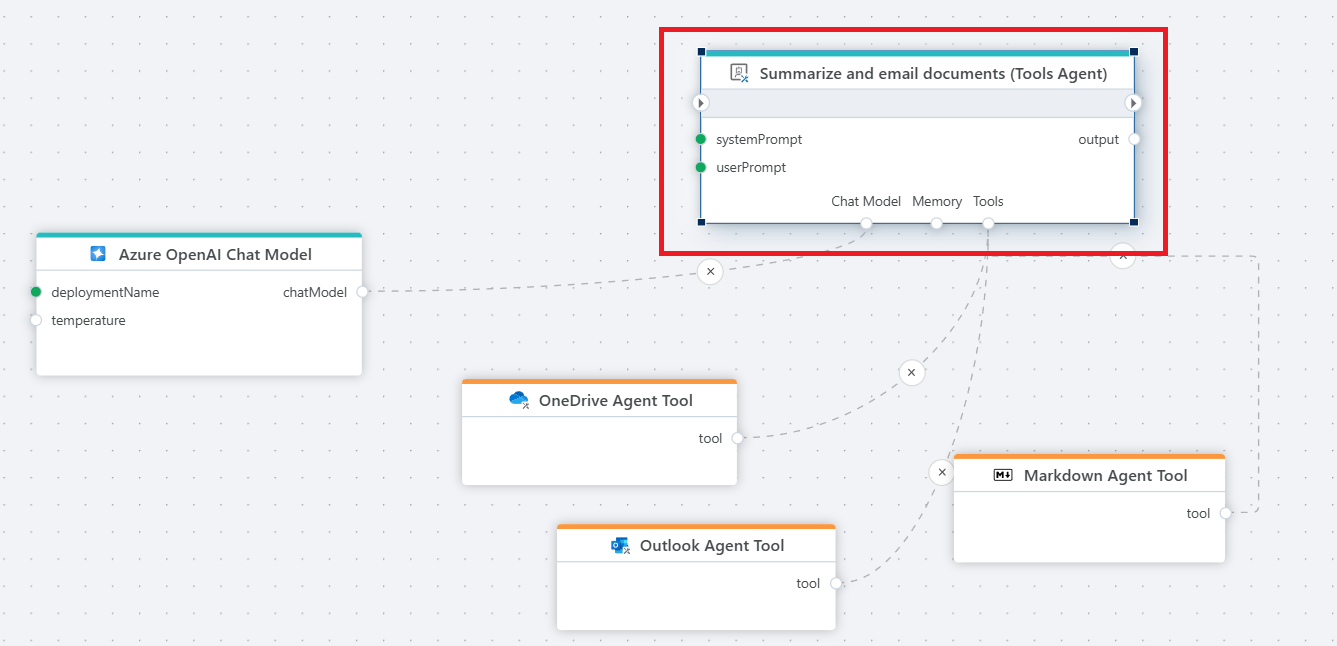 Summarize and email documents (Tools Agent)
systemPrompt
output
userPrompt
Chat Model
Memory
Tools
Azure OpenAI Chat Model
deploymentName
chatModel
temperature
OneDrive Agent Tool
tool
Markdown Agent Tool
tool
Outlook Agent Tool
tool